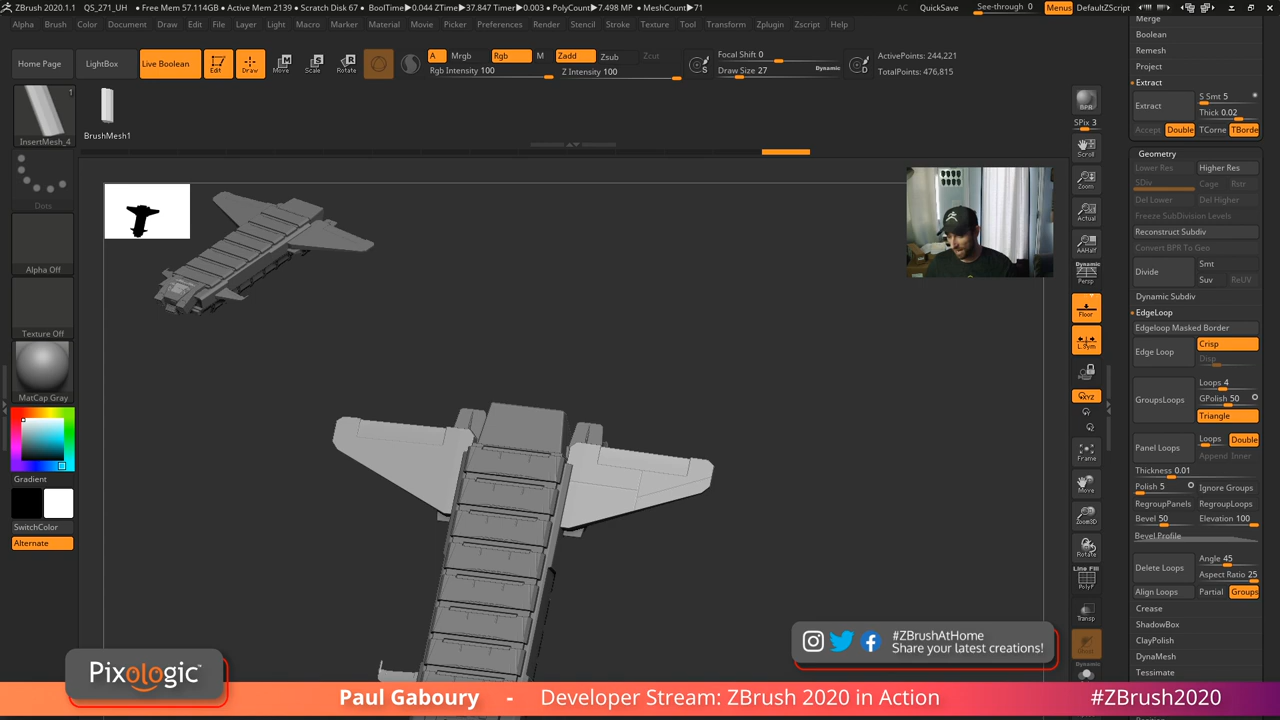 ZBrush 2020.1.1 QS_271_UH • Free Mem 57.114GB • Active Mem 2139 • Scratch Disk 67 • BoolTime▸0.044 ZTime▸37.847 Timer▸0.003 • PolyCount▸7.498 MP • MeshCount▸71 AC QuickSave See-through 0 Menus DefaultZScript
Alpha Brush Color Document Draw Edit File Layer Light Macro Marker Material Movie Picker Preferences Render Stencil Stroke Texture Tool Transform Zplugin Zscript Help
Home Page LightBox Live Boolean Edit Draw Move Scale Rotate
A Mrgb Rgb M Zadd Zsub Zcut
Rgb Intensity 100 Z Intensity 100
Focal Shift 0
Draw Size 27 Dynamic
ActivePoints: 244,221
TotalPoints: 476,815
1
InsertMesh_4
BrushMesh1
Dots
Alpha Off
Texture Off
MatCap Gray
Gradient
SwitchColor
Alternate
BPR
SPix 3
Scroll
Zoom
Actual
AAHalf
Dynamic
Persp
Floor
L.Sym
XYZ
Frame
Move
Zoom3D
Rotate
Line Fill
PolyF
Transp
Dynamic
Merge
Boolean
Remesh
Project
Extract
Extract S Smt 5
Thick 0.02
Accept Double TCorne TBorde
Geometry
Lower Res Higher Res
SDiv Cage Rstr
Del Lower Del Higher
Freeze SubDivision Levels
Reconstruct Subdiv
Convert BPR To Geo
Divide Smt
Suv ReUV
Dynamic Subdiv
EdgeLoop
Edgeloop Masked Border
Edge Loop Crisp
Disp
GroupsLoops Loops 4
GPolish 50
Triangle
Panel Loops Loops Double
Append Inner
Thickness 0.01
Polish 5 Ignore Groups
RegroupPanels RegroupLoops
Bevel 50 Elevation 100
Bevel Profile
Delete Loops Angle 45
Aspect Ratio 25
Align Loops Partial Groups
Crease
ShadowBox
ClayPolish
DynaMesh
Tessimate
#ZBrushAtHome
Share your latest creations!
Pixologic™
Paul Gaboury - Developer Stream: ZBrush 2020 in Action #ZBrush2020